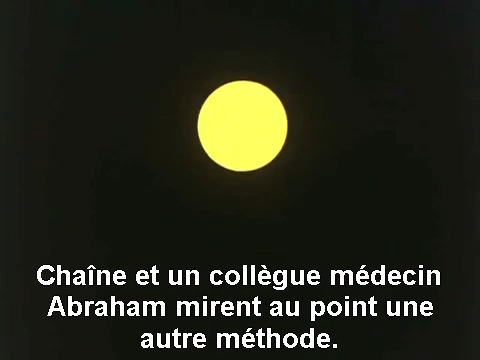 Chaîne et un collègue médecin
Abraham mirent au point une
autre méthode.